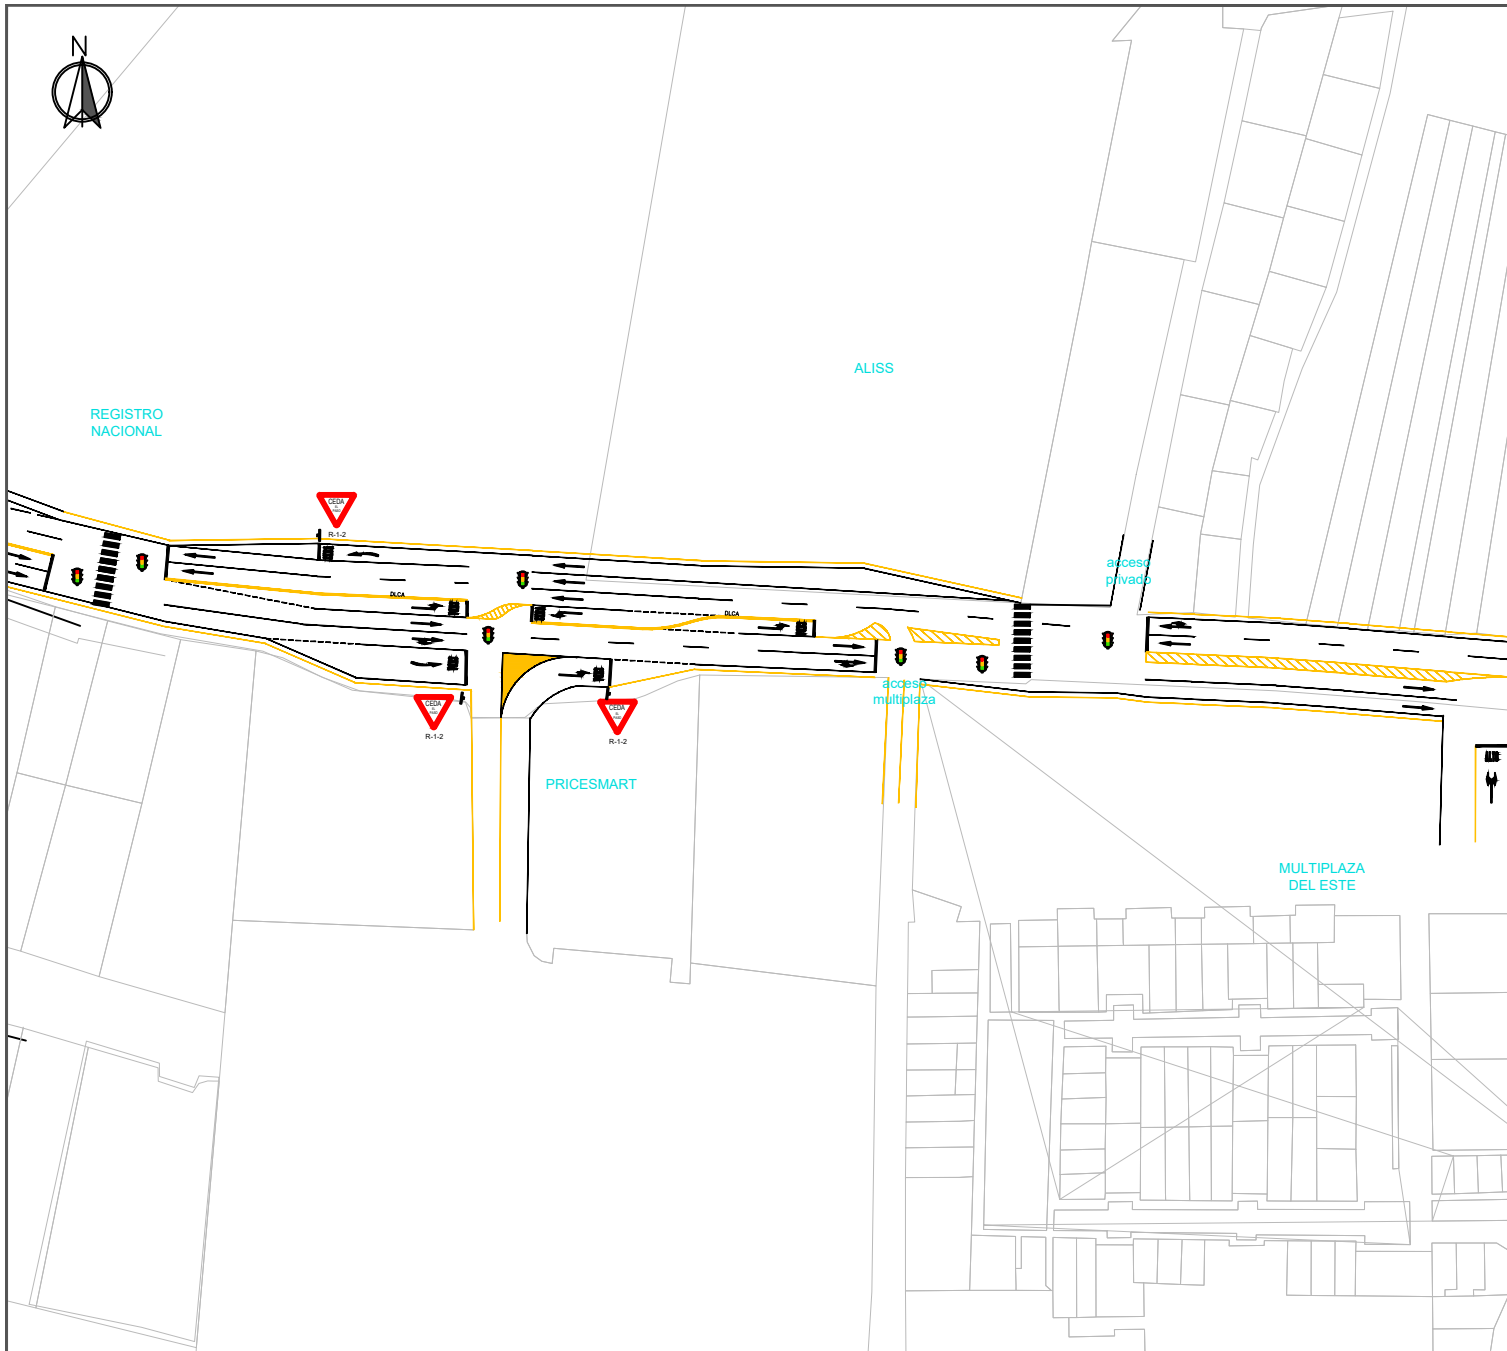 N
ALISS
REGISTRO
NACIONAL
CEDA
R-1-2
acceso
privado
DLCA
DLCA
acceso
multiplaza
CEDA
R-1-2
CEDA
R-1-2
PRICESMART
MULTIPLAZA
DEL ESTE